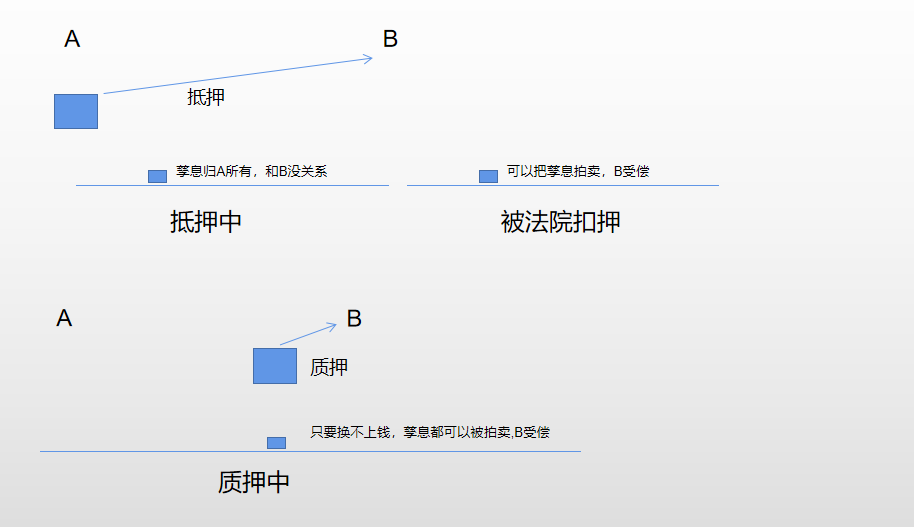 A
B
抵押
孳息归A所有，和B没关系
可以把孳息拍卖，B受偿
抵押中
被法院扣押
A
B
质押
只要换不上钱，孳息都可以被拍卖,B受偿
质押中